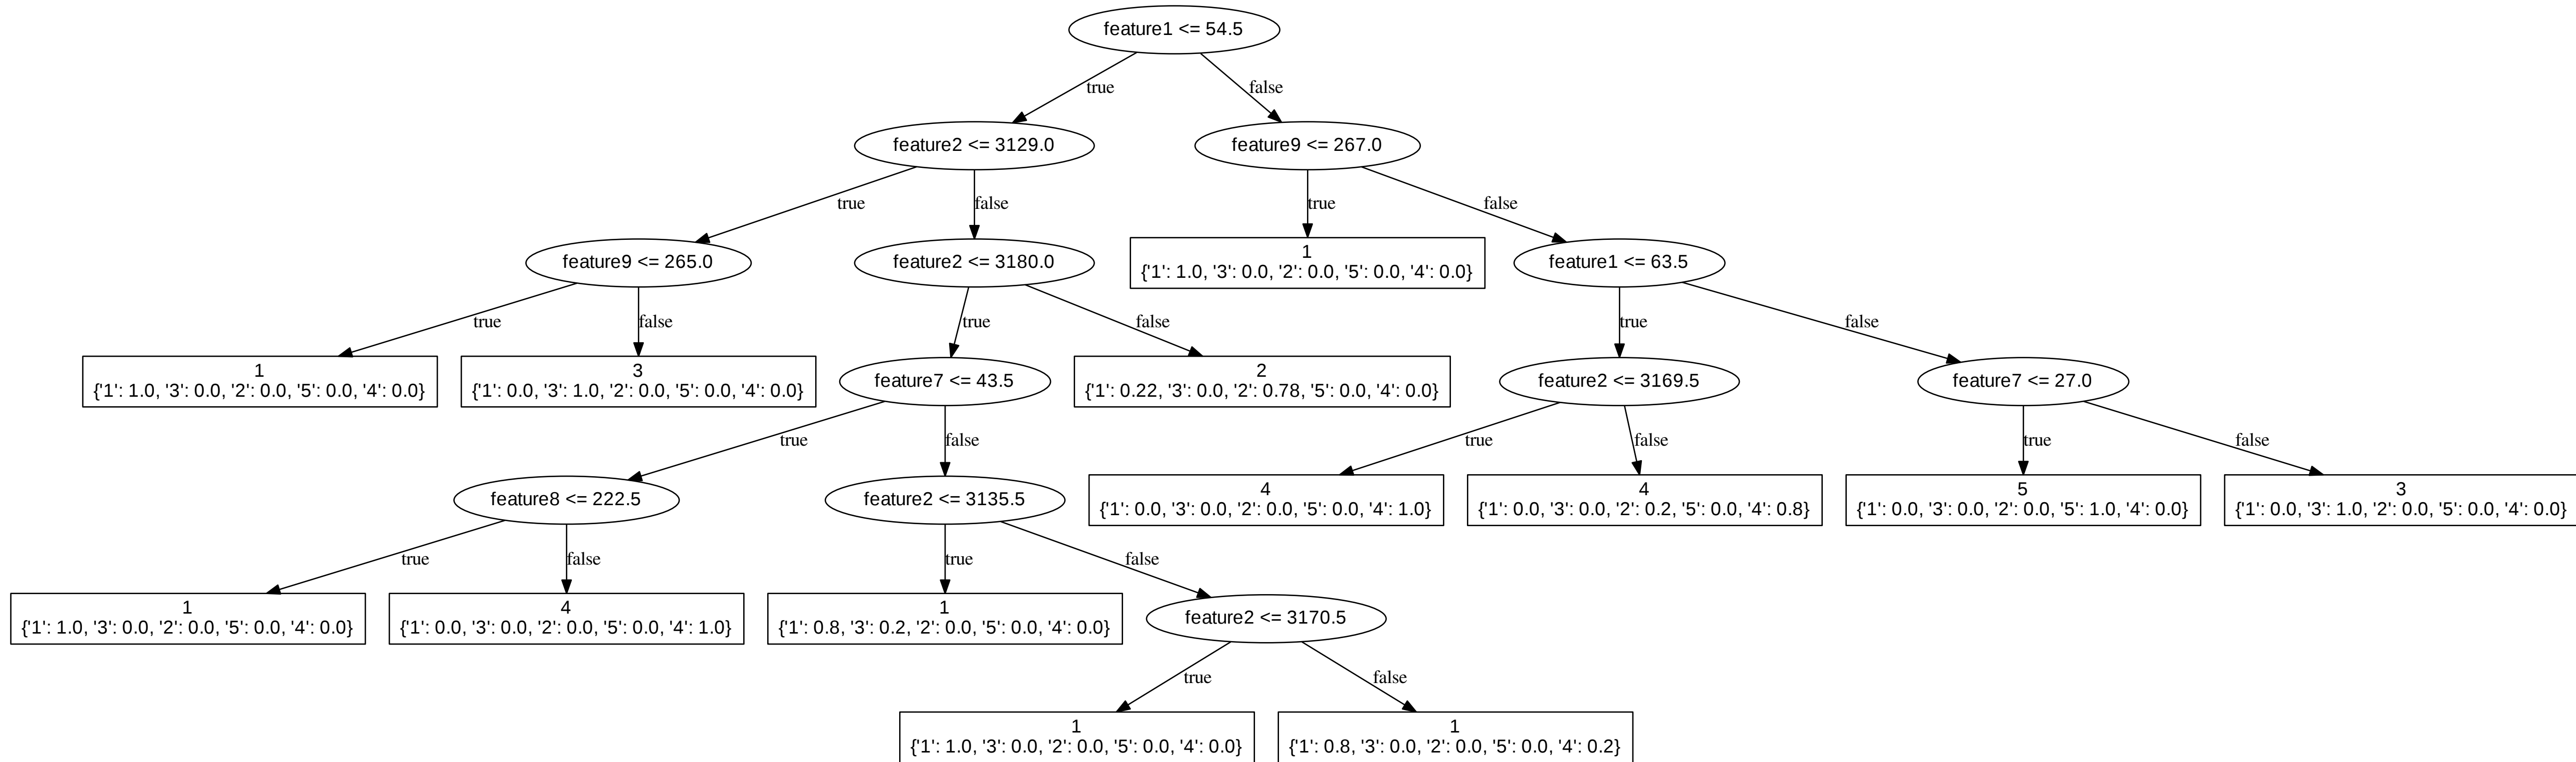 feature1 <= 54.5
true
false
feature2 <= 3129.0
feature9 <= 267.0
true
false
true
false
feature9 <= 265.0
feature2 <= 3180.0
1
{'1': 1.0, '3': 0.0, '2': 0.0, '5': 0.0, '4': 0.0}
feature1 <= 63.5
true
false
true
false
true
false
1
{'1': 1.0, '3': 0.0, '2': 0.0, '5': 0.0, '4': 0.0}
3
{'1': 0.0, '3': 1.0, '2': 0.0, '5': 0.0, '4': 0.0}
feature7 <= 43.5
2
{'1': 0.22, '3': 0.0, '2': 0.78, '5': 0.0, '4': 0.0}
feature2 <= 3169.5
feature7 <= 27.0
true
false
true
false
true
false
feature8 <= 222.5
feature2 <= 3135.5
4
{'1': 0.0, '3': 0.0, '2': 0.0, '5': 0.0, '4': 1.0}
4
{'1': 0.0, '3': 0.0, '2': 0.2, '5': 0.0, '4': 0.8}
5
{'1': 0.0, '3': 0.0, '2': 0.0, '5': 1.0, '4': 0.0}
3
{'1': 0.0, '3': 1.0, '2': 0.0, '5': 0.0, '4': 0.0}
true
false
true
false
1
{'1': 1.0, '3': 0.0, '2': 0.0, '5': 0.0, '4': 0.0}
4
{'1': 0.0, '3': 0.0, '2': 0.0, '5': 0.0, '4': 1.0}
1
{'1': 0.8, '3': 0.2, '2': 0.0, '5': 0.0, '4': 0.0}
feature2 <= 3170.5
true
false
1
{'1': 1.0, '3': 0.0, '2': 0.0, '5': 0.0, '4': 0.0}
1
{'1': 0.8, '3': 0.0, '2': 0.0, '5': 0.0, '4': 0.2}